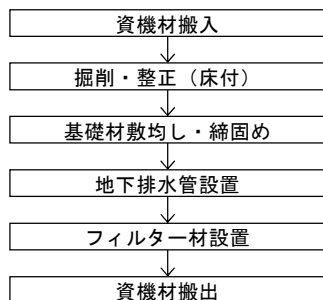 資機材搬入
掘削・整正（床付）
基礎材敷均し・締固め
地下排水管設置
フィルター材設置
資機材搬出